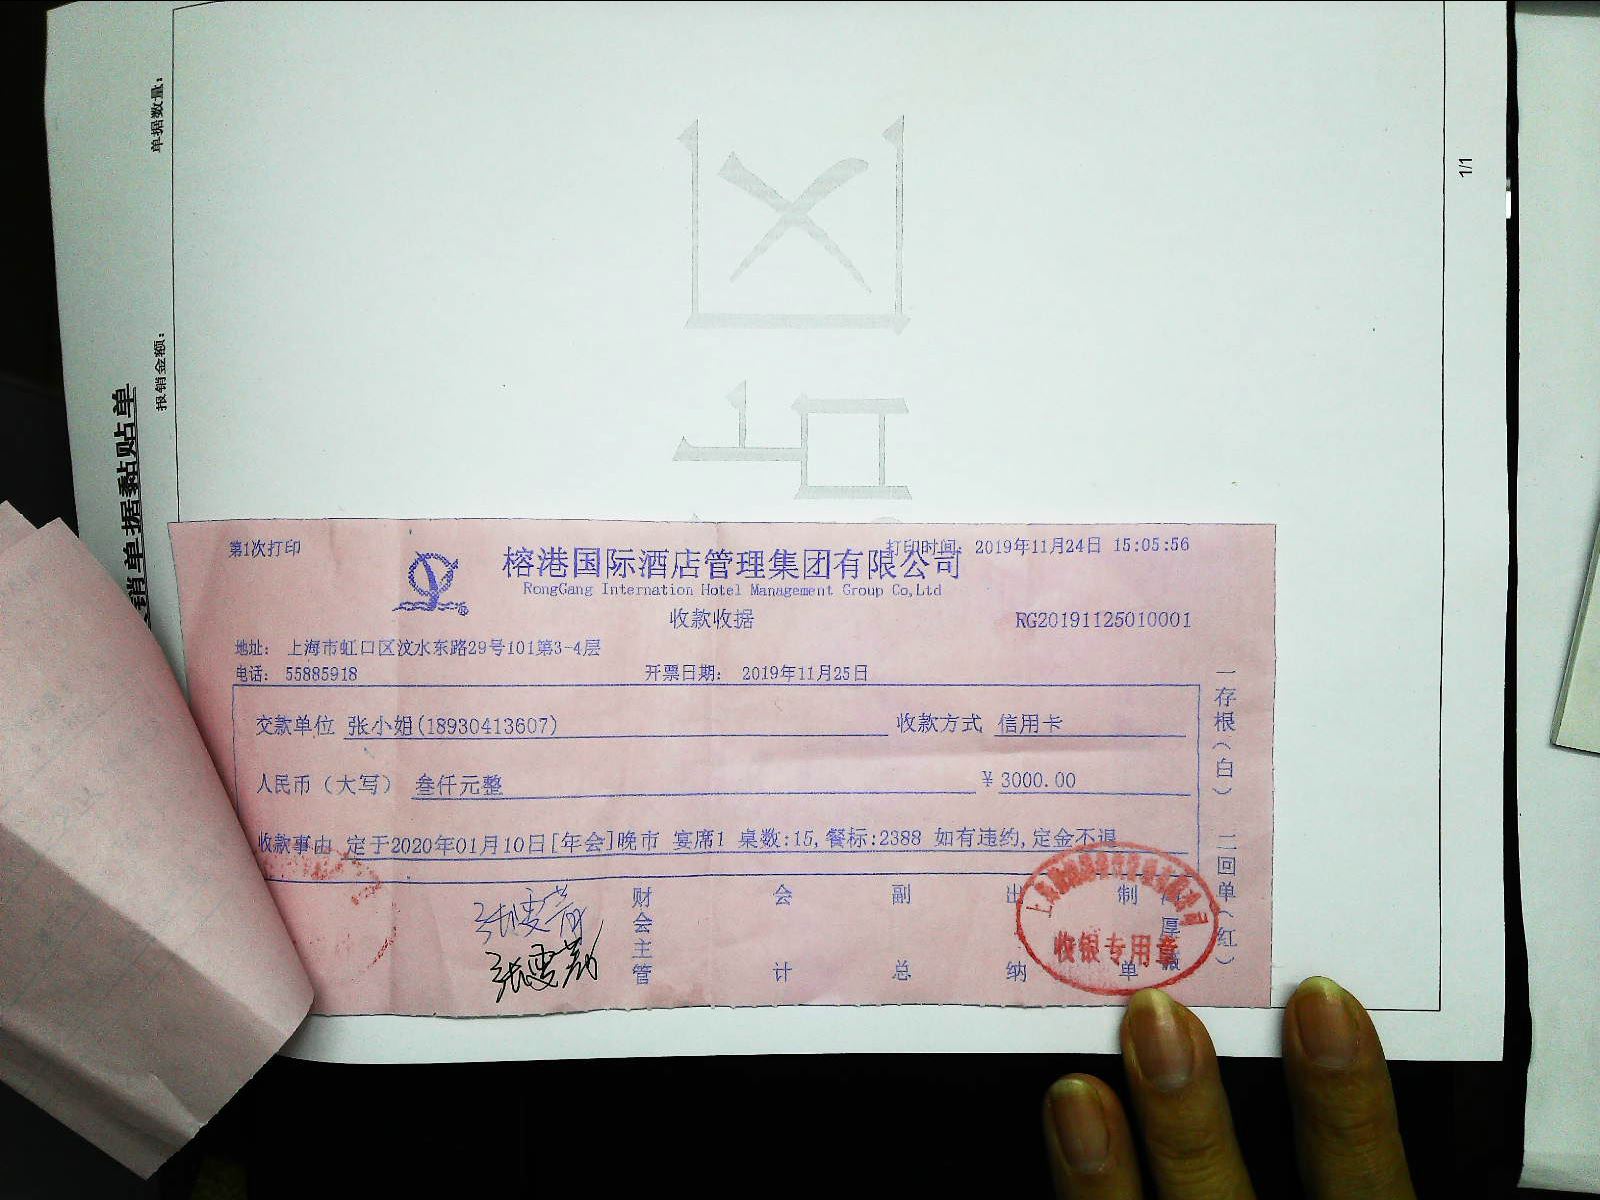 单据数量：
报销金额：
销单据黏贴单
1/1
区
贴
第1次打印
打印时间： 2019年11月24日 15:05:56
榕港国际酒店管理集团有限公司
RongGang Internation Hotel Management Group Co,Ltd
收款收据
RG20191125010001
地址： 上海市虹口区汶水东路29号101第3-4层
电话： 55885918
开票日期： 2019年11月25日
交款单位 张小姐(18930413607)
收款方式 信用卡
人民币（大写） 叁仟元整
¥ 3000.00
收款事由 定于2020年01月10日[年会]晚市 宴席1 桌数:15,餐标:2388 如有违约,定金不退
财会主管
会计
副总
出纳
制单
收银专用章
一存根（白） 二回单（红）